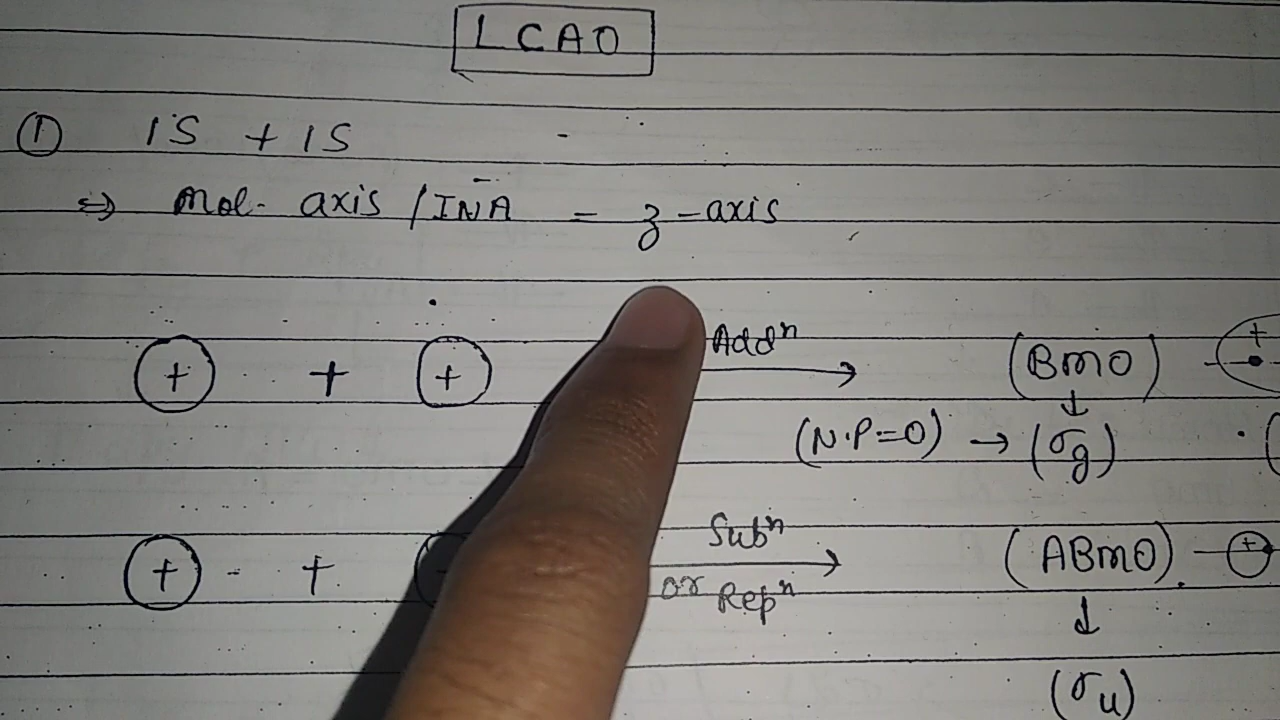 LCAO
① 1S + 1S
⇒ mol. axis / INA = z-axis
(+) + (+) Addⁿ → (BMO) +
(N.P=0) → (σg)
(+) + Subⁿ → (ABMO) +
or Repⁿ ↓
(σu)